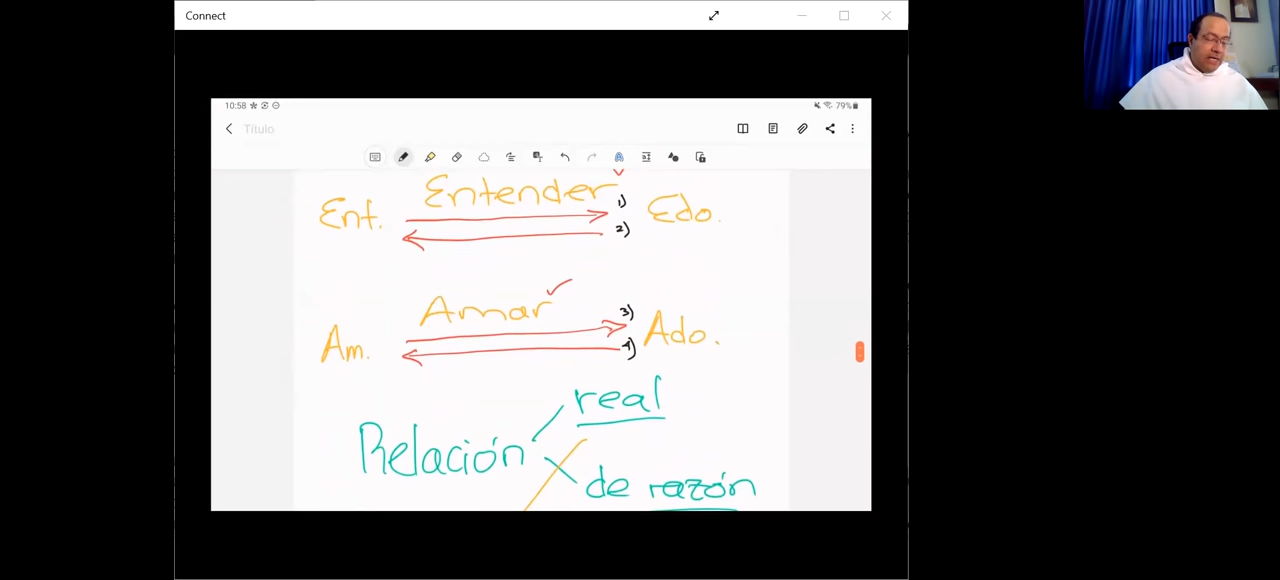 Connect
10:58
79%
Título
Entender
1)
Ent.
Edo.
2)
Amar
3)
Am.
Ado.
4)
real
Relación
de razón